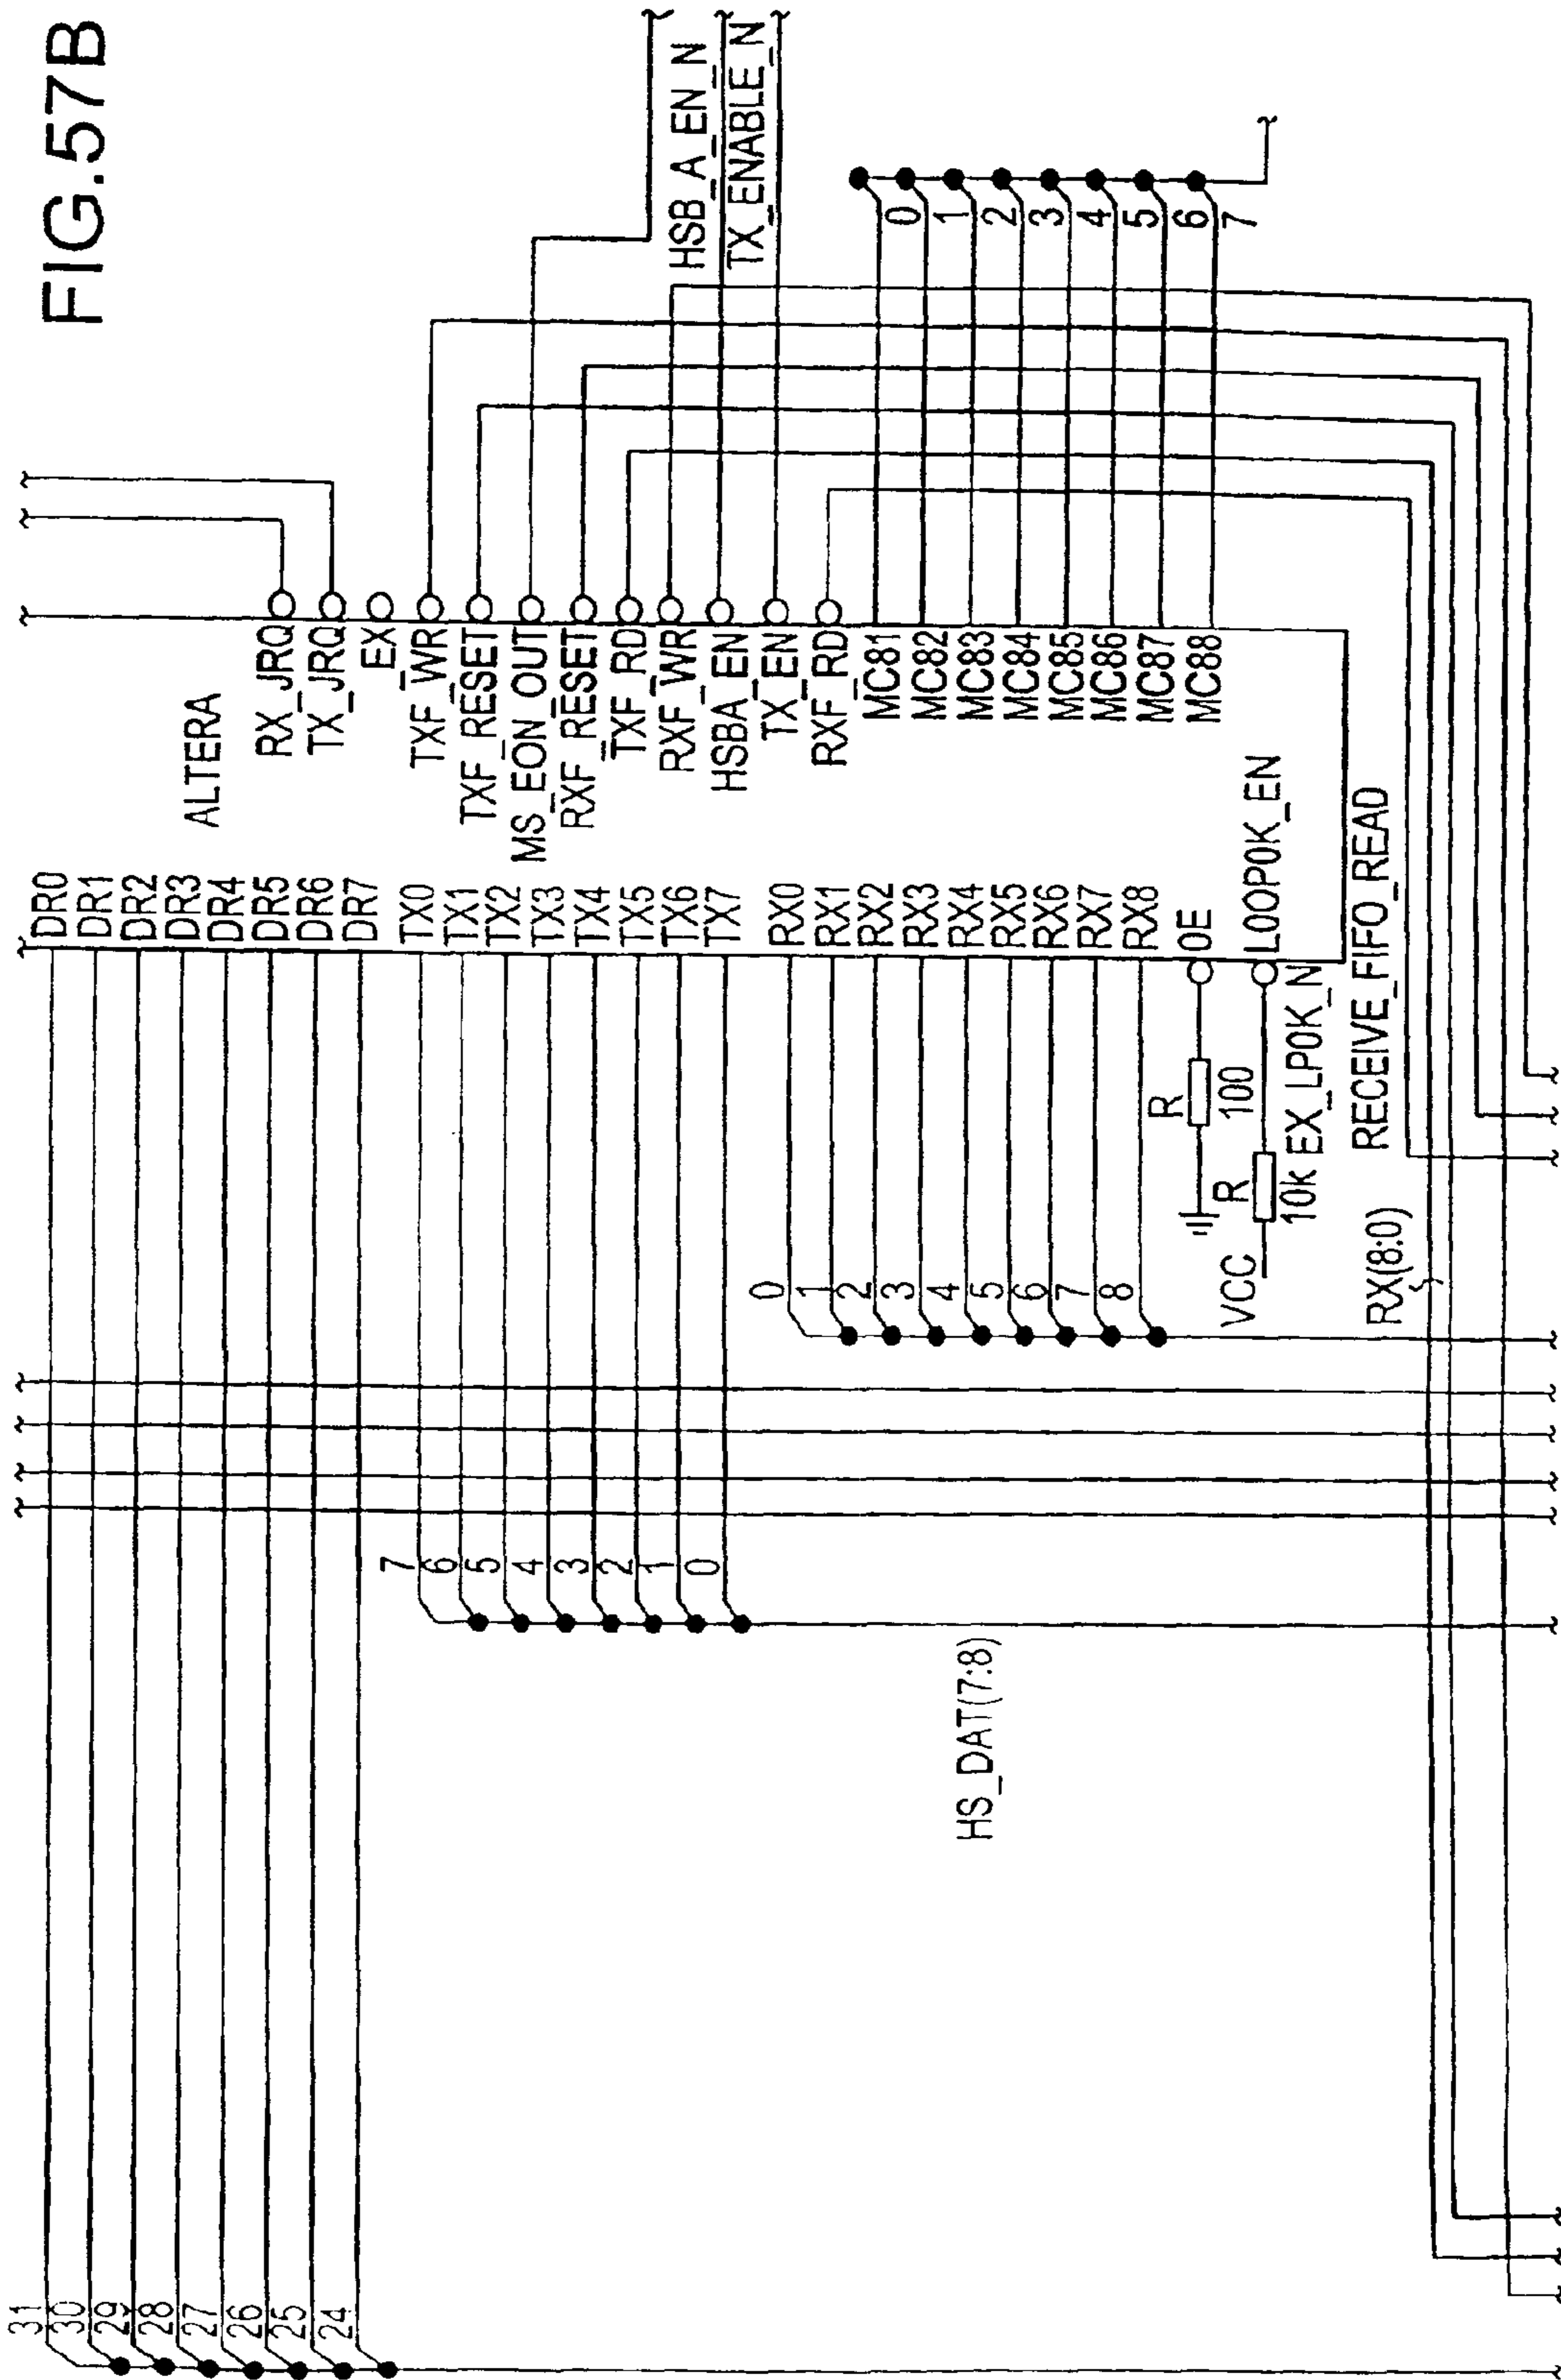 FIG.57B
ALTERA
31
30
29
28
27
26
25
24
DR0
DR1
DR2
DR3
DR4
DR5
DR6
DR7
7
6
5
4
3
2
1
0
TX0
TX1
TX2
TX3
TX4
TX5
TX6
TX7
HS_DAT(7:8)
0
1
2
3
4
5
6
7
8
RX0
RX1
RX2
RX3
RX4
RX5
RX6
RX7
RX8
R
100
OE
VCC
R
10k
EX_LP0K_N
L00P0K_EN
RECEIVE_FIFO_READ
RX(8:0)
RX_JRQ
TX_JRQ
EX
TXF_WR
TXF_RESET
MS_EON_OUT
RXF_RESET
TXF_RD
RXF_WR
HSBA_EN
TX_EN
RXF_RD
HSB_A_EN_N
TX_ENABLE_N
MC81
MC82
MC83
MC84
MC85
MC86
MC87
MC88
0
1
2
3
4
5
6
7